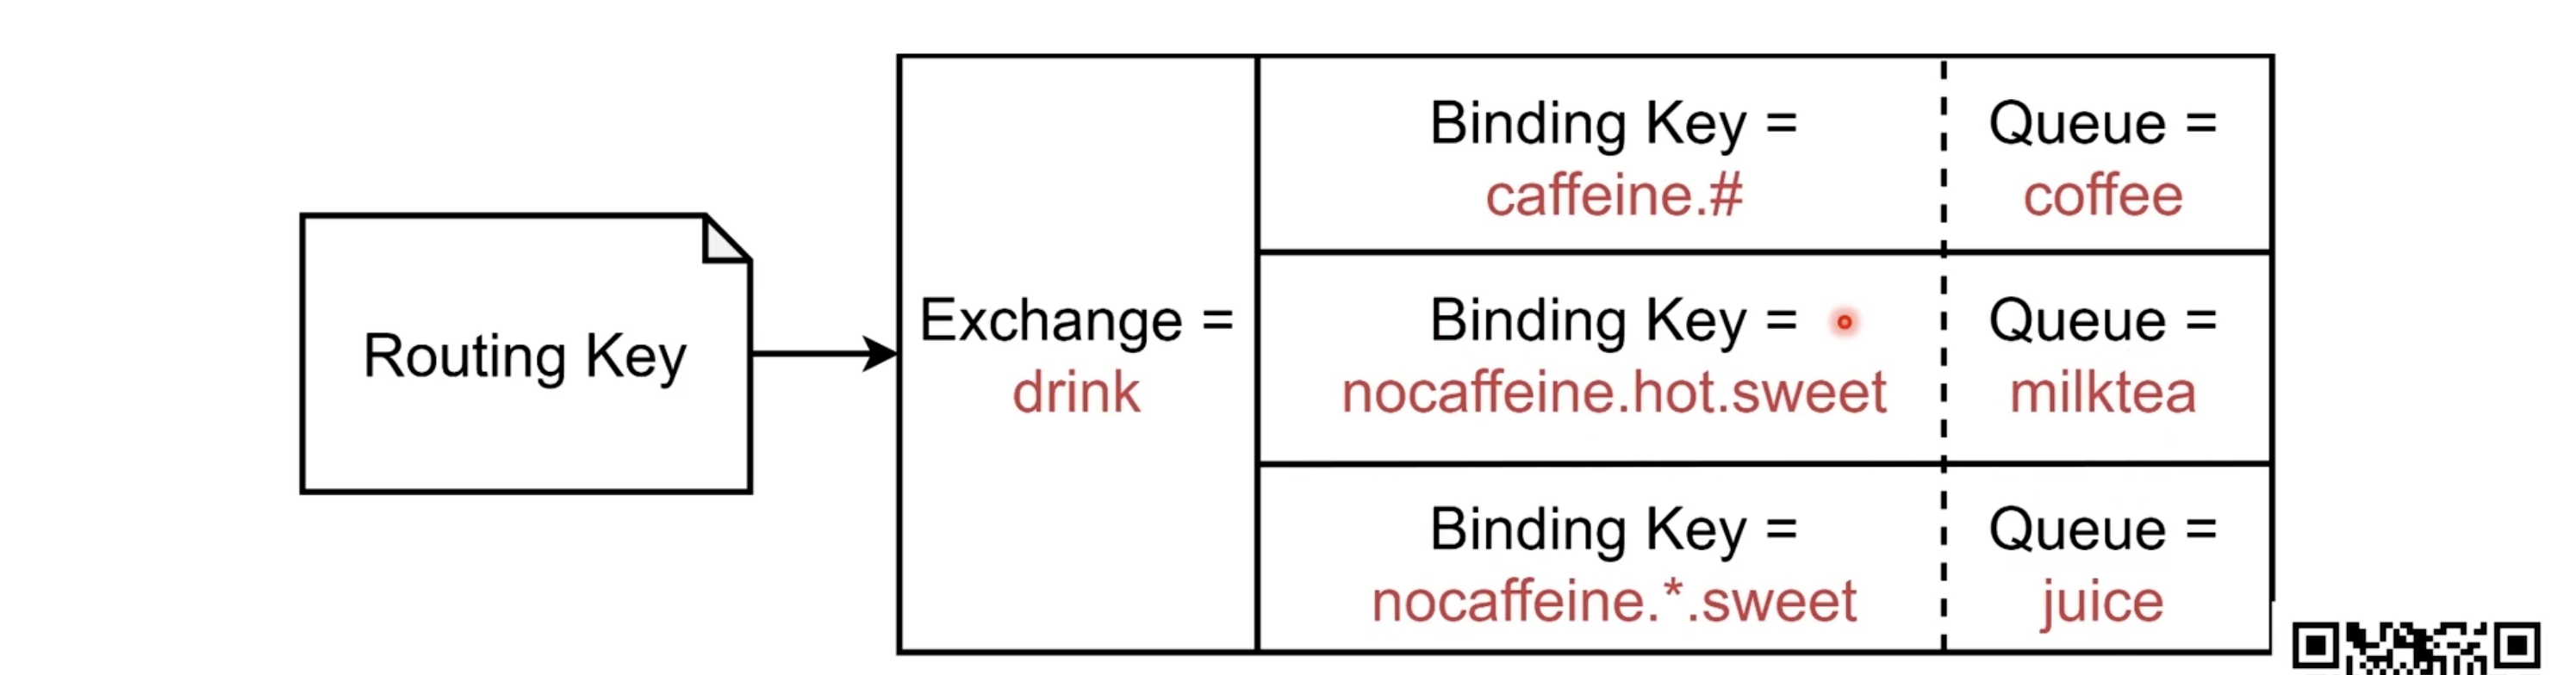 Routing Key
Exchange =
drink
Binding Key =
caffeine.#
Queue =
coffee
Binding Key =
nocaffeine.hot.sweet
Queue =
milktea
Binding Key =
nocaffeine.*.sweet
Queue =
juice